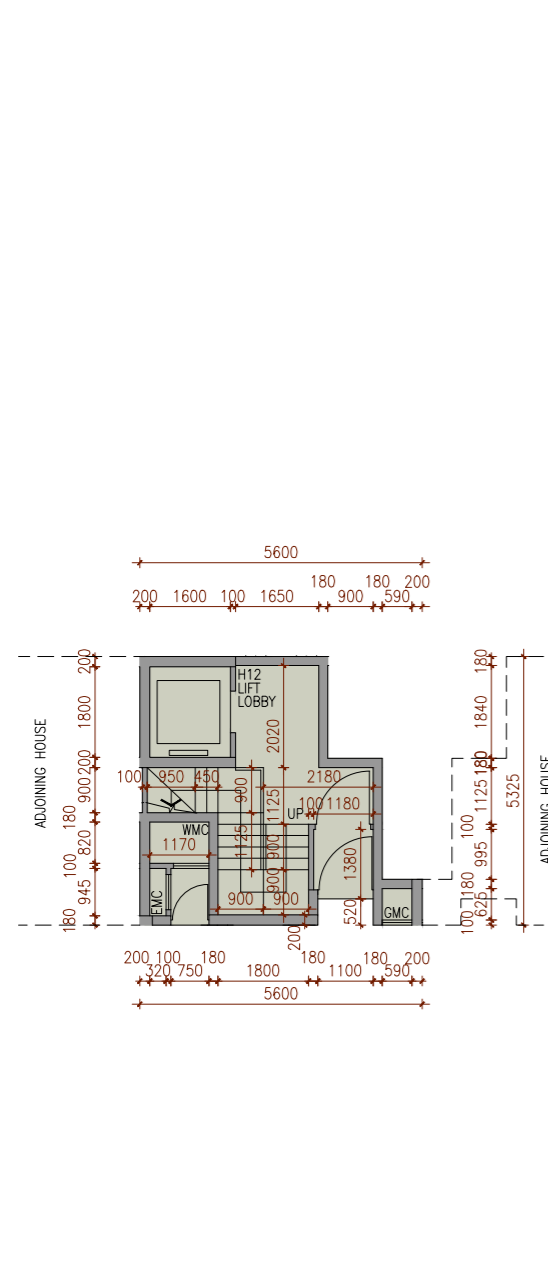 5600
180 180 200
200 1600 100 1650 900 590
200
1800
200
900
180
820
100
945
180
ADJOINING HOUSE
H12
LIFT
LOBBY
2020
100 950 450
900
1125
2180
UP
100 1180
WMC
1170
1125
900
900
1380
EMC
900 900
520
200
GMC
180
1840
180
1125
100
995
180
625
100
5325
ADJOINING HOUSE
200 100 180 180 180 200
320 750 1800 1100 590
5600